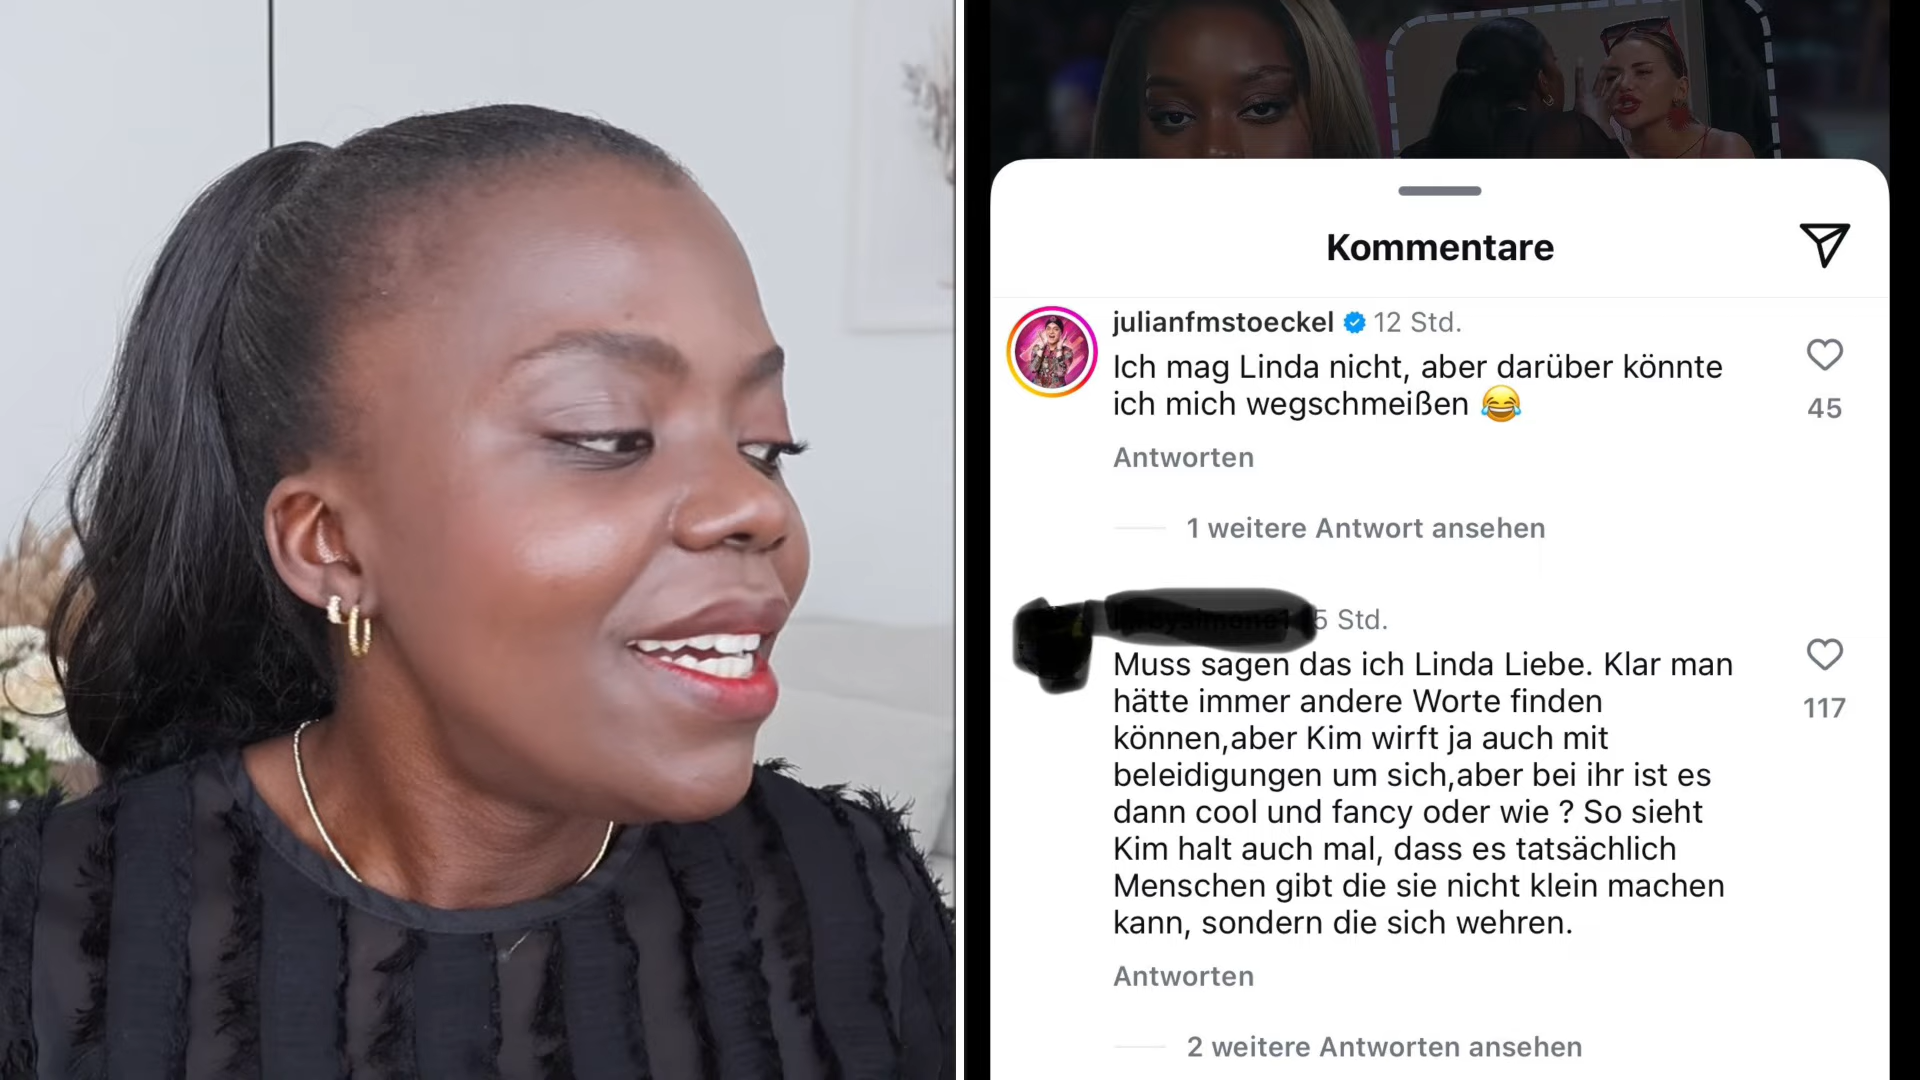 Kommentare
julianfmstoeckel 12 Std.
Ich mag Linda nicht, aber darüber könnte
ich mich wegschmeißen 😂
45
Antworten
1 weitere Antwort ansehen
5 Std.
Muss sagen das ich Linda Liebe. Klar man
hätte immer andere Worte finden
können,aber Kim wirft ja auch mit
beleidigungen um sich,aber bei ihr ist es
dann cool und fancy oder wie ? So sieht
Kim halt auch mal, dass es tatsächlich
Menschen gibt die sie nicht klein machen
kann, sondern die sich wehren.
117
Antworten
2 weitere Antworten ansehen